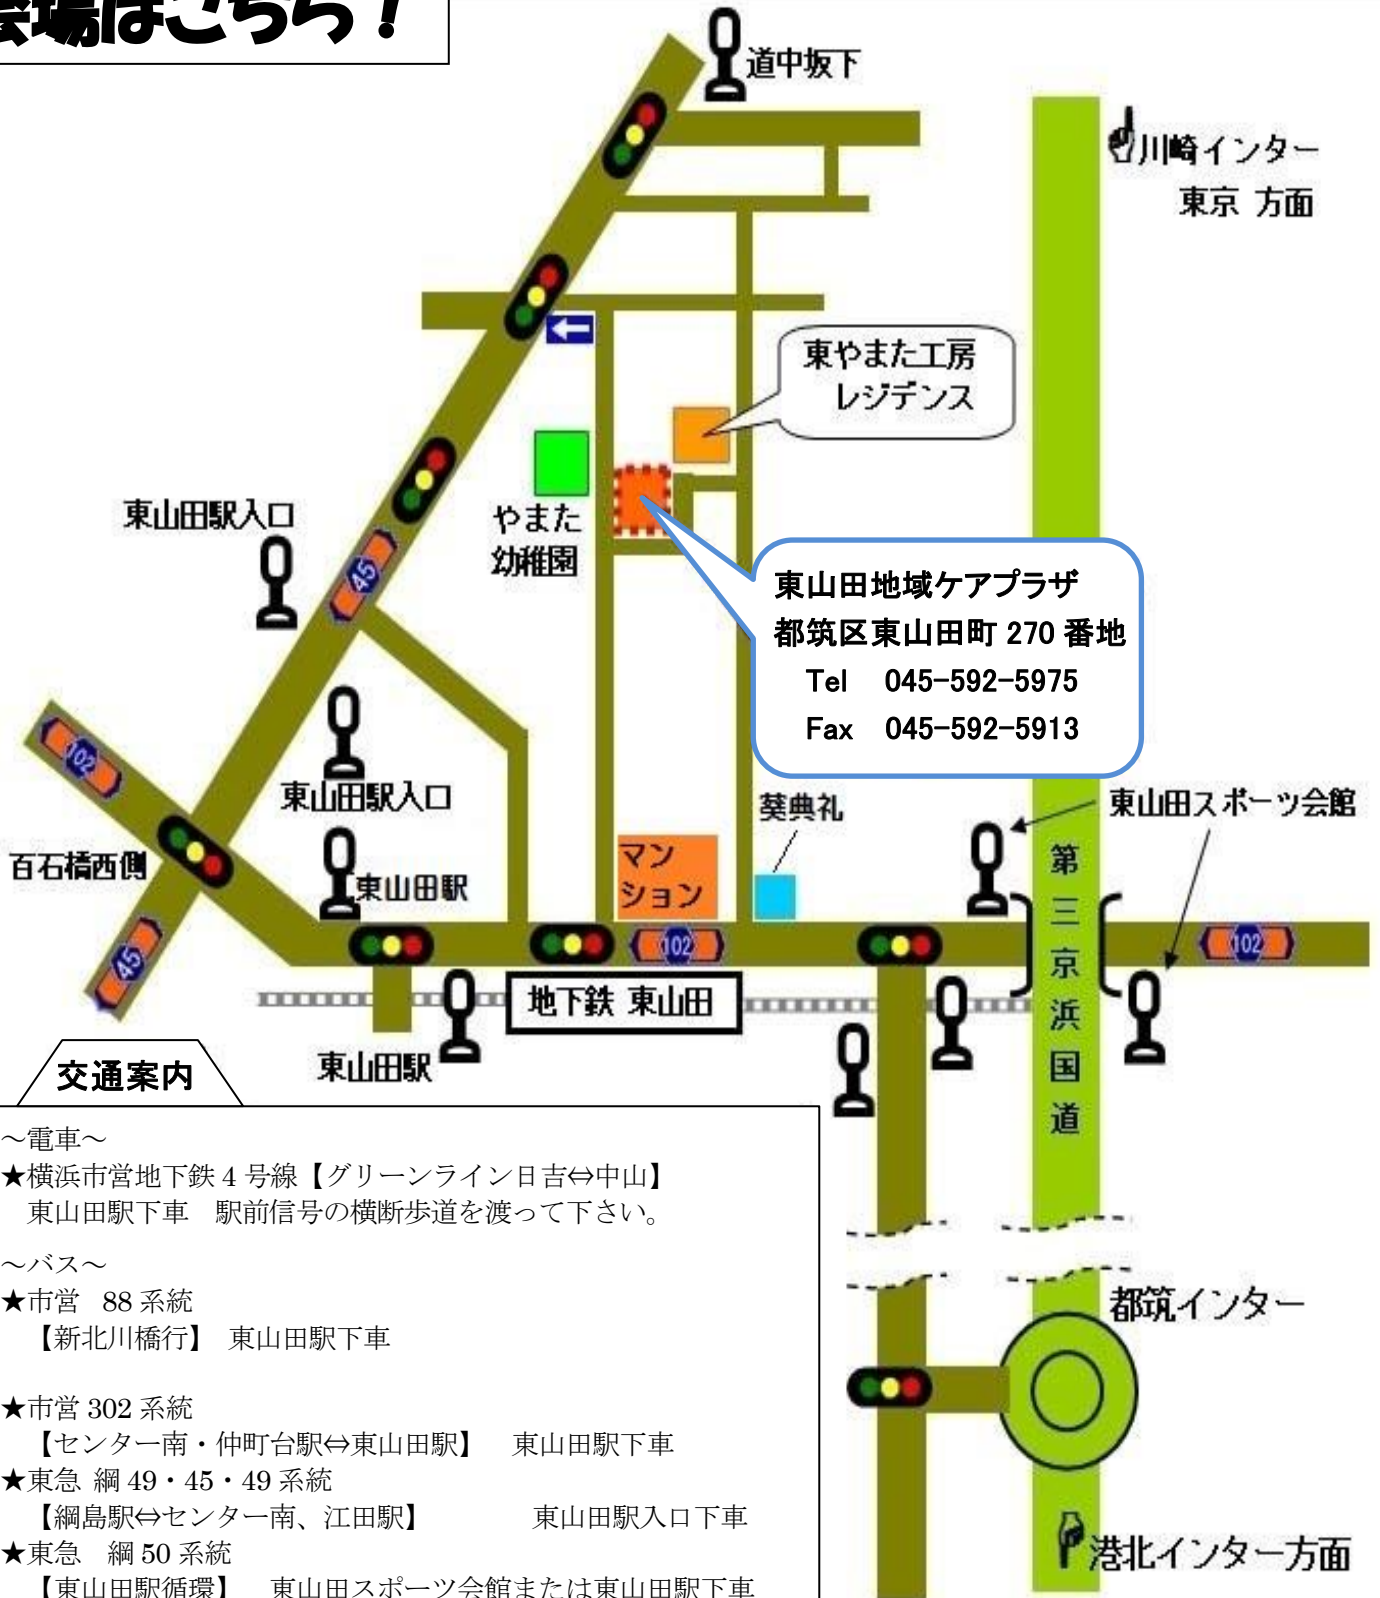 会場はこちら！
道中坂下
川崎インター
東京 方面
東やまた工房
レジデンス
東山田駅入口
やまた
幼稚園
45
東山田地域ケアプラザ
都筑区東山田町 270 番地
Tel 045-592-5975
Fax 045-592-5913
102
東山田駅入口
葵典礼
東山田スポーツ会館
百石橋西側
マン
ション
東山田駅
第三京浜国道
102
102
45
地下鉄 東山田
東山田駅
都筑インター
港北インター方面
交通案内
～電車～
★横浜市営地下鉄 4 号線【グリーンライン日吉⇔中山】
東山田駅下車 駅前信号の横断歩道を渡って下さい。
～バス～
★市営 88 系統
【新北川橋行】 東山田駅下車
★市営 302 系統
【センター南・仲町台駅⇔東山田駅】 東山田駅下車
★東急 綱 49・45・49 系統
【綱島駅⇔センター南、江田駅】 東山田駅入口下車
★東急 綱 50 系統
【東山田駅循環】 東山田スポーツ会館または東山田駅下車